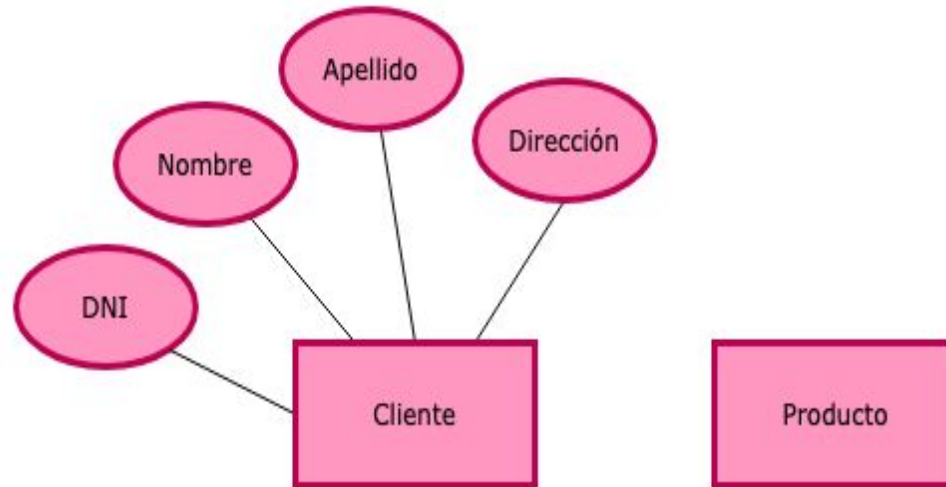 Apellido
Dirección
Nombre
DNI
Cliente
Producto